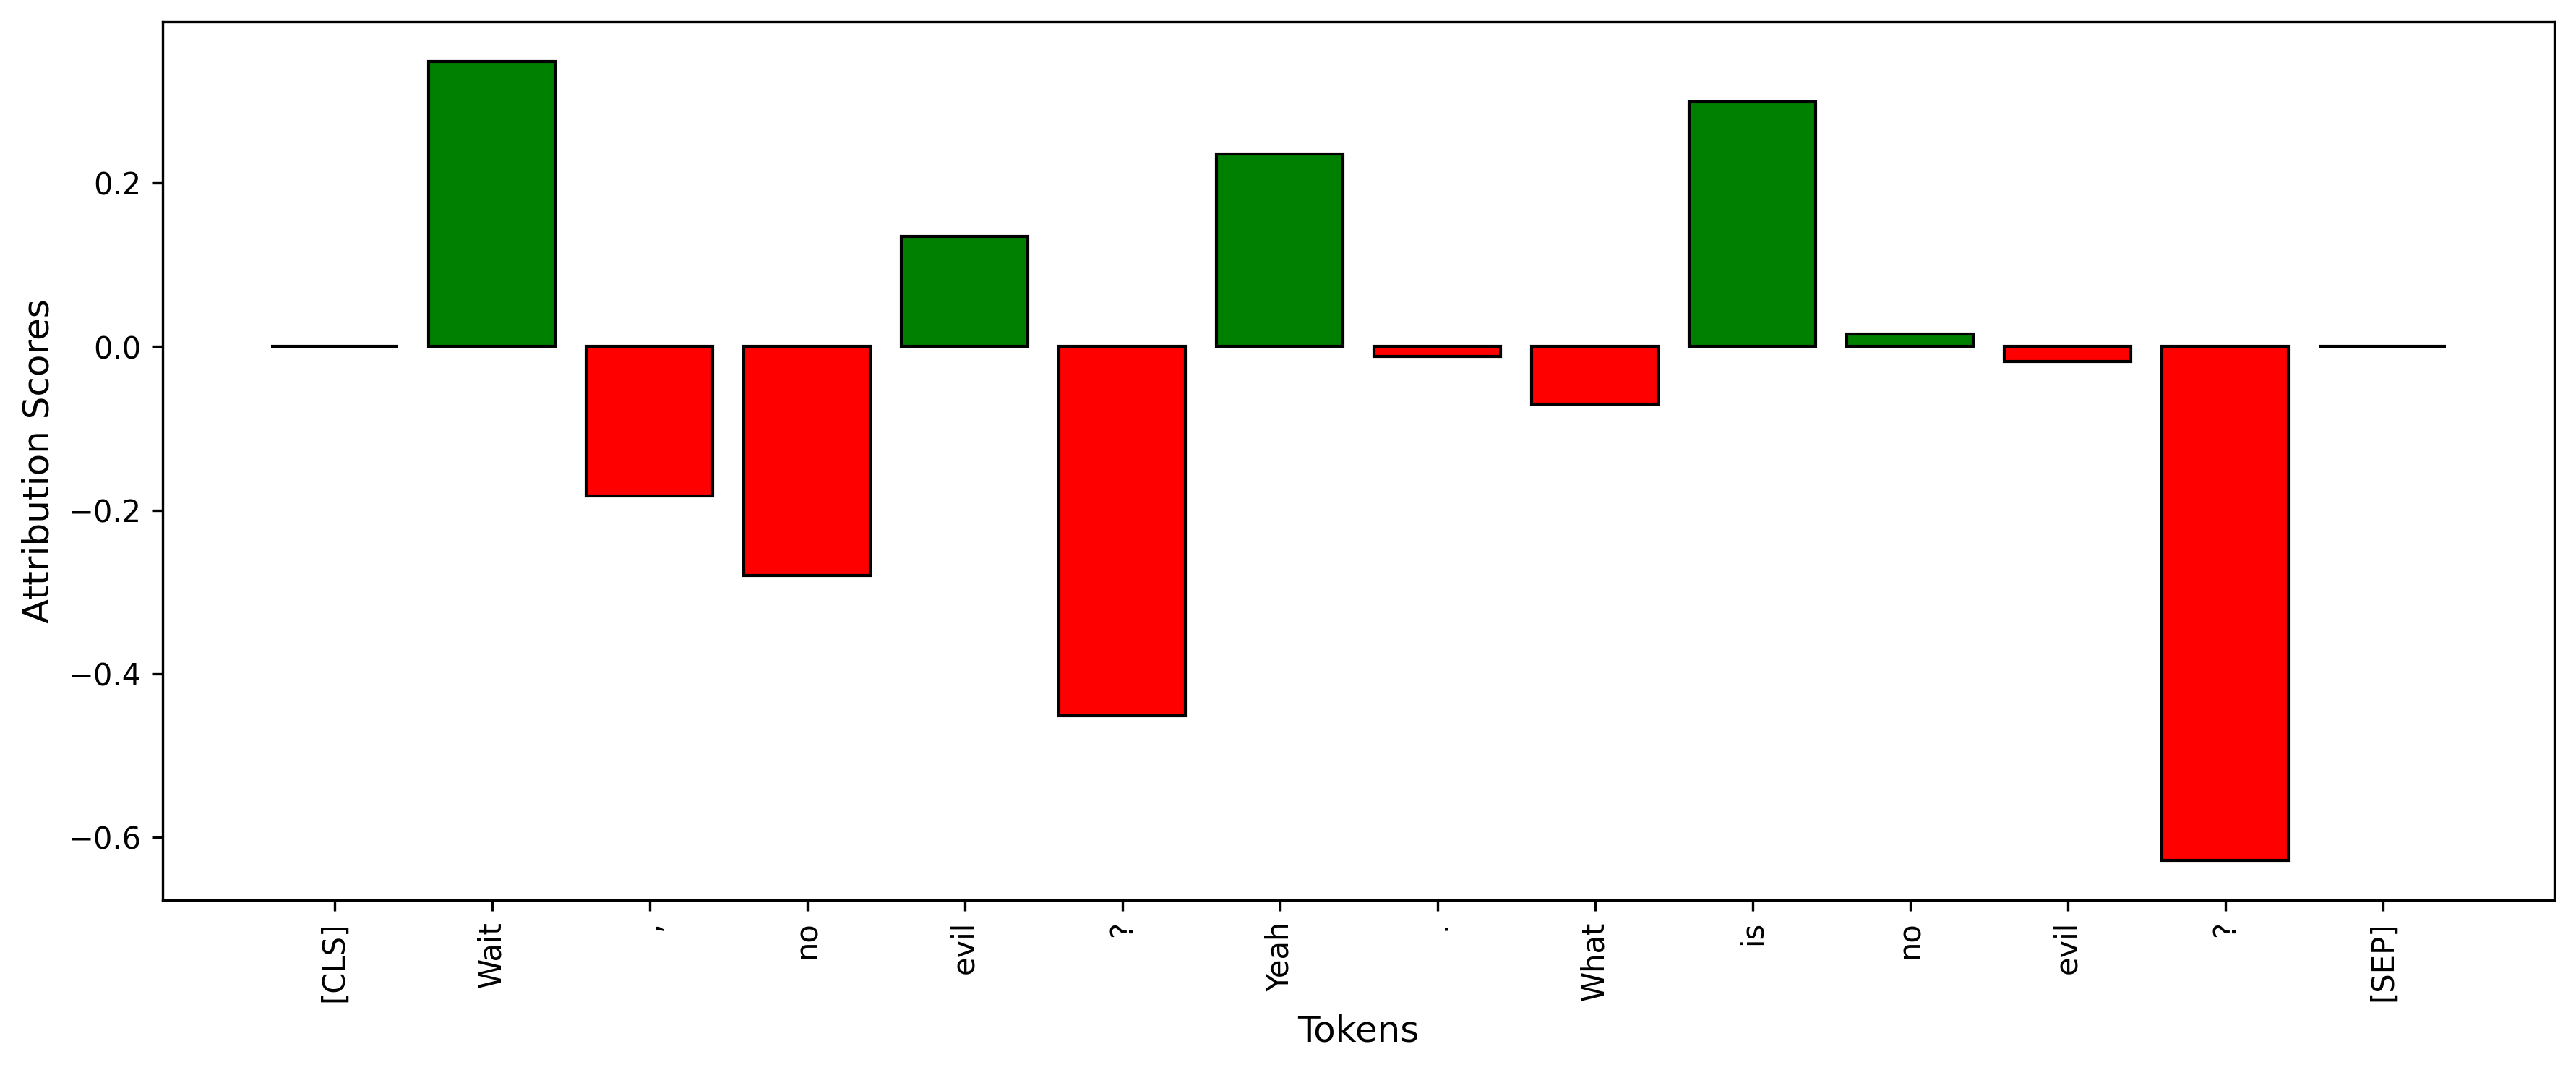 Attribution Scores
0.2
0.0
−0.2
−0.4
−0.6
[CLS]
Wait
,
no
evil
?
Yeah
.
What
is
no
evil
?
[SEP]
Tokens